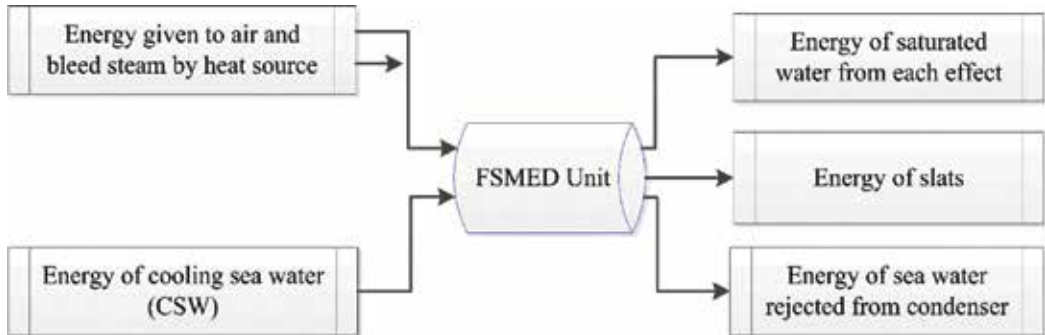 Energy given to air and
bleed steam by heat source
Energy of cooling sea water
(CSW)
FSMED Unit
Energy of saturated
water from each effect
Energy of slats
Energy of sea water
rejected from condenser